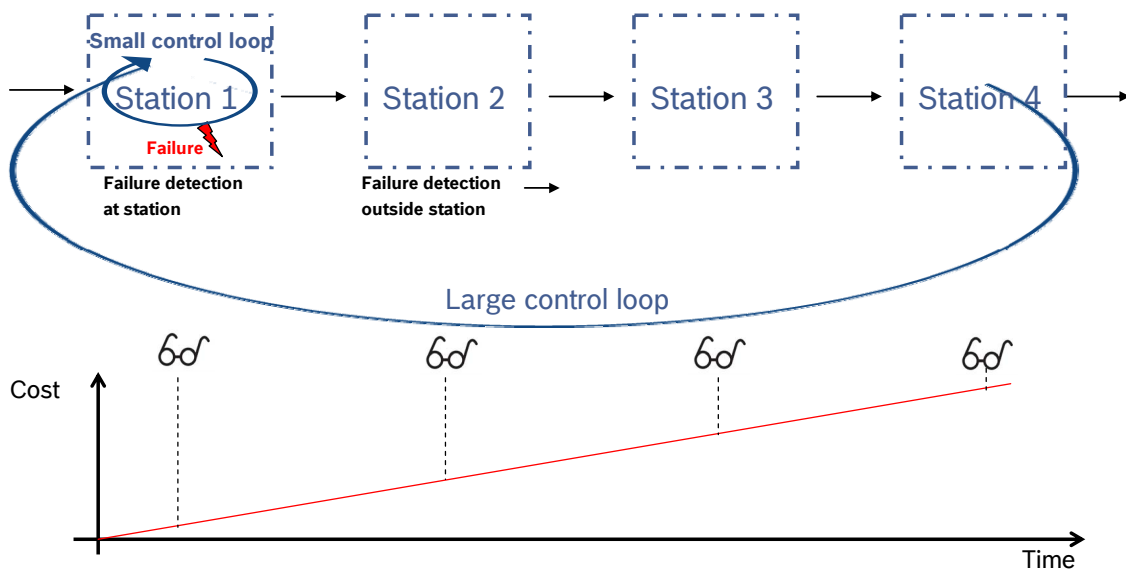 Small control loop
Station 1
Station 2
Station 3
Station 4
Failure
Failure detection
at station
Failure detection
outside station
Large control loop
Cost
Time